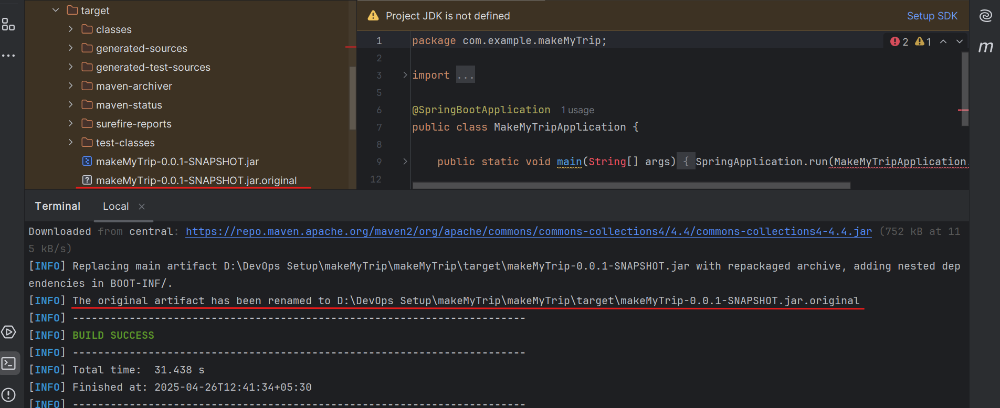 target
classes
generated-sources
generated-test-sources
maven-archiver
maven-status
surefire-reports
test-classes
makeMyTrip-0.0.1-SNAPSHOT.jar
makeMyTrip-0.0.1-SNAPSHOT.jar.original
Project JDK is not defined Setup SDK
1 package com.example.makeMyTrip; 2 1
2
3 import ...
5
6 @SpringBootApplication 1 usage
7 public class MakeMyTripApplication {
8
9 public static void main(String[] args) { SpringApplication.run(MakeMyTripApplication.
12
m
Terminal Local
Downloaded from central: https://repo.maven.apache.org/maven2/org/apache/commons/commons-collections4/4.4/commons-collections4-4.4.jar (752 kB at 11
5 kB/s)
[INFO] Replacing main artifact D:\DevOps Setup\makeMyTrip\makeMyTrip\target\makeMyTrip-0.0.1-SNAPSHOT.jar with repackaged archive, adding nested dep
endencies in BOOT-INF/.
[INFO] The original artifact has been renamed to D:\DevOps Setup\makeMyTrip\makeMyTrip\target\makeMyTrip-0.0.1-SNAPSHOT.jar.original
[INFO] ------------------------------------------------------------------------
[INFO] BUILD SUCCESS
[INFO] ------------------------------------------------------------------------
[INFO] Total time:  31.438 s
[INFO] Finished at: 2025-04-26T12:41:34+05:30
[INFO] ------------------------------------------------------------------------